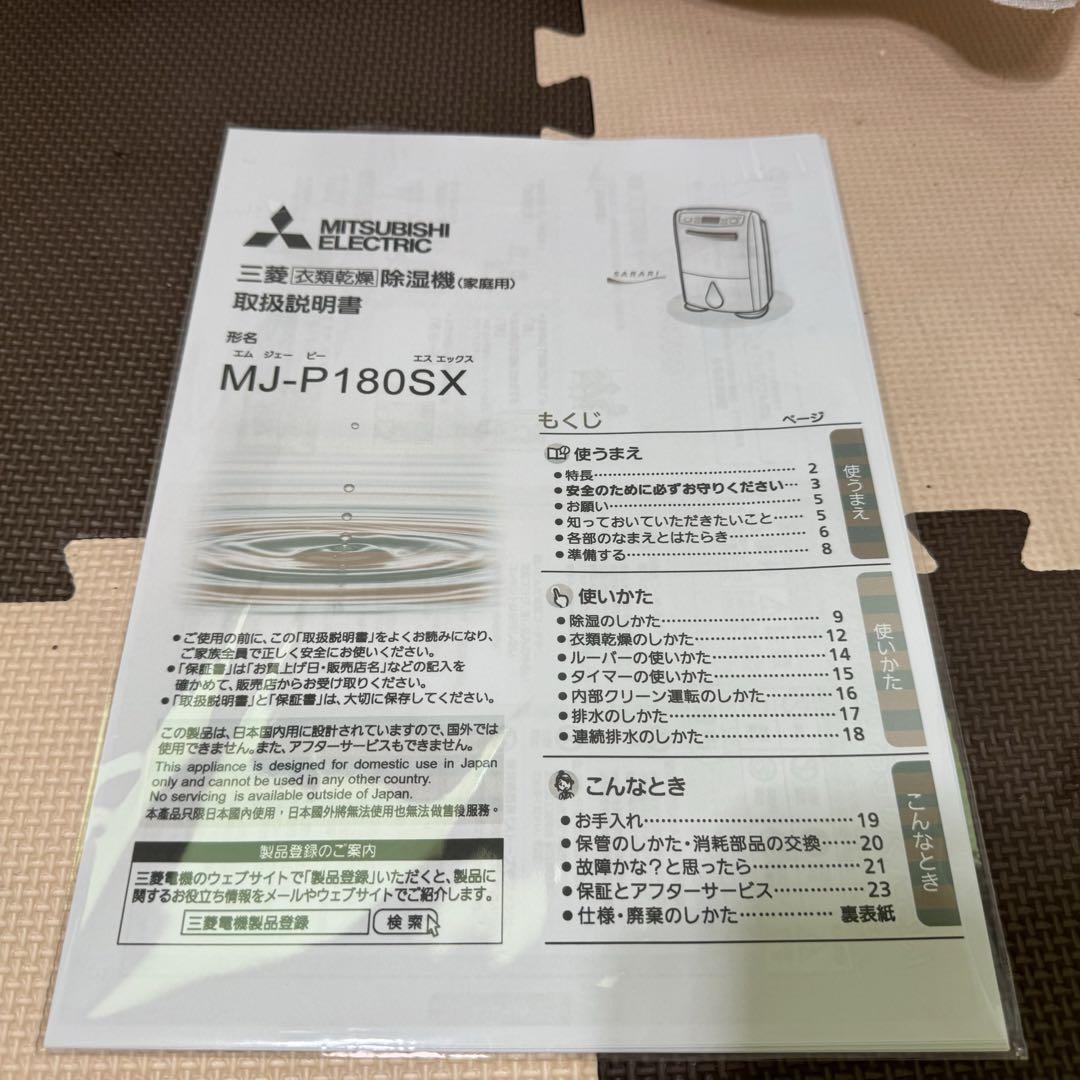 MITSUBISHI
ELECTRIC
三菱 衣類乾燥 除湿機(家庭用)
取扱説明書
形名
エム ジェー ピー エス エックス
MJ-P180SX
SARARI
もくじ ページ
使うまえ
●特長…………………………………… 2
●安全のために必ずお守りください… 3
●お願い………………………………… 5
●知っておいていただきたいこと…… 5
●各部のなまえとはたらき…………… 6
●準備する……………………………… 8
使うまえ
使いかた
●除湿のしかた………………………… 9
●衣類乾燥のしかた……………………12
●ルーバーの使いかた…………………14
●タイマーの使いかた…………………15
●内部クリーン運転のしかた…………16
●排水のしかた…………………………17
●連続排水のしかた……………………18
使いかた
こんなとき
●お手入れ………………………………19
●保管のしかた・消耗部品の交換……20
●故障かな?と思ったら………………21
●保証とアフターサービス……………23
●仕様・廃棄のしかた…………… 裏表紙
こんなとき
●ご使用の前に、この「取扱説明書」をよくお読みになり、
ご家族全員で正しく安全にお使いください。
●「保証書」は「お買上げ日・販売店名」などの記入を
確かめて、販売店からお受け取りください。
●「取扱説明書」と「保証書」は、大切に保存してください。
この製品は、日本国内用に設計されていますので、国外では
使用できません。また、アフターサービスもできません。
This appliance is designed for domestic use in Japan
only and cannot be used in any other country.
No servicing is available outside of Japan.
本產品只限日本國內使用，日本國外將無法使用也無法做售後服務。
製品登録のご案内
三菱電機のウェブサイトで「製品登録」いただくと、製品に
関するお役立ち情報をメールやウェブサイトでご紹介します。
三菱電機製品登録 検索